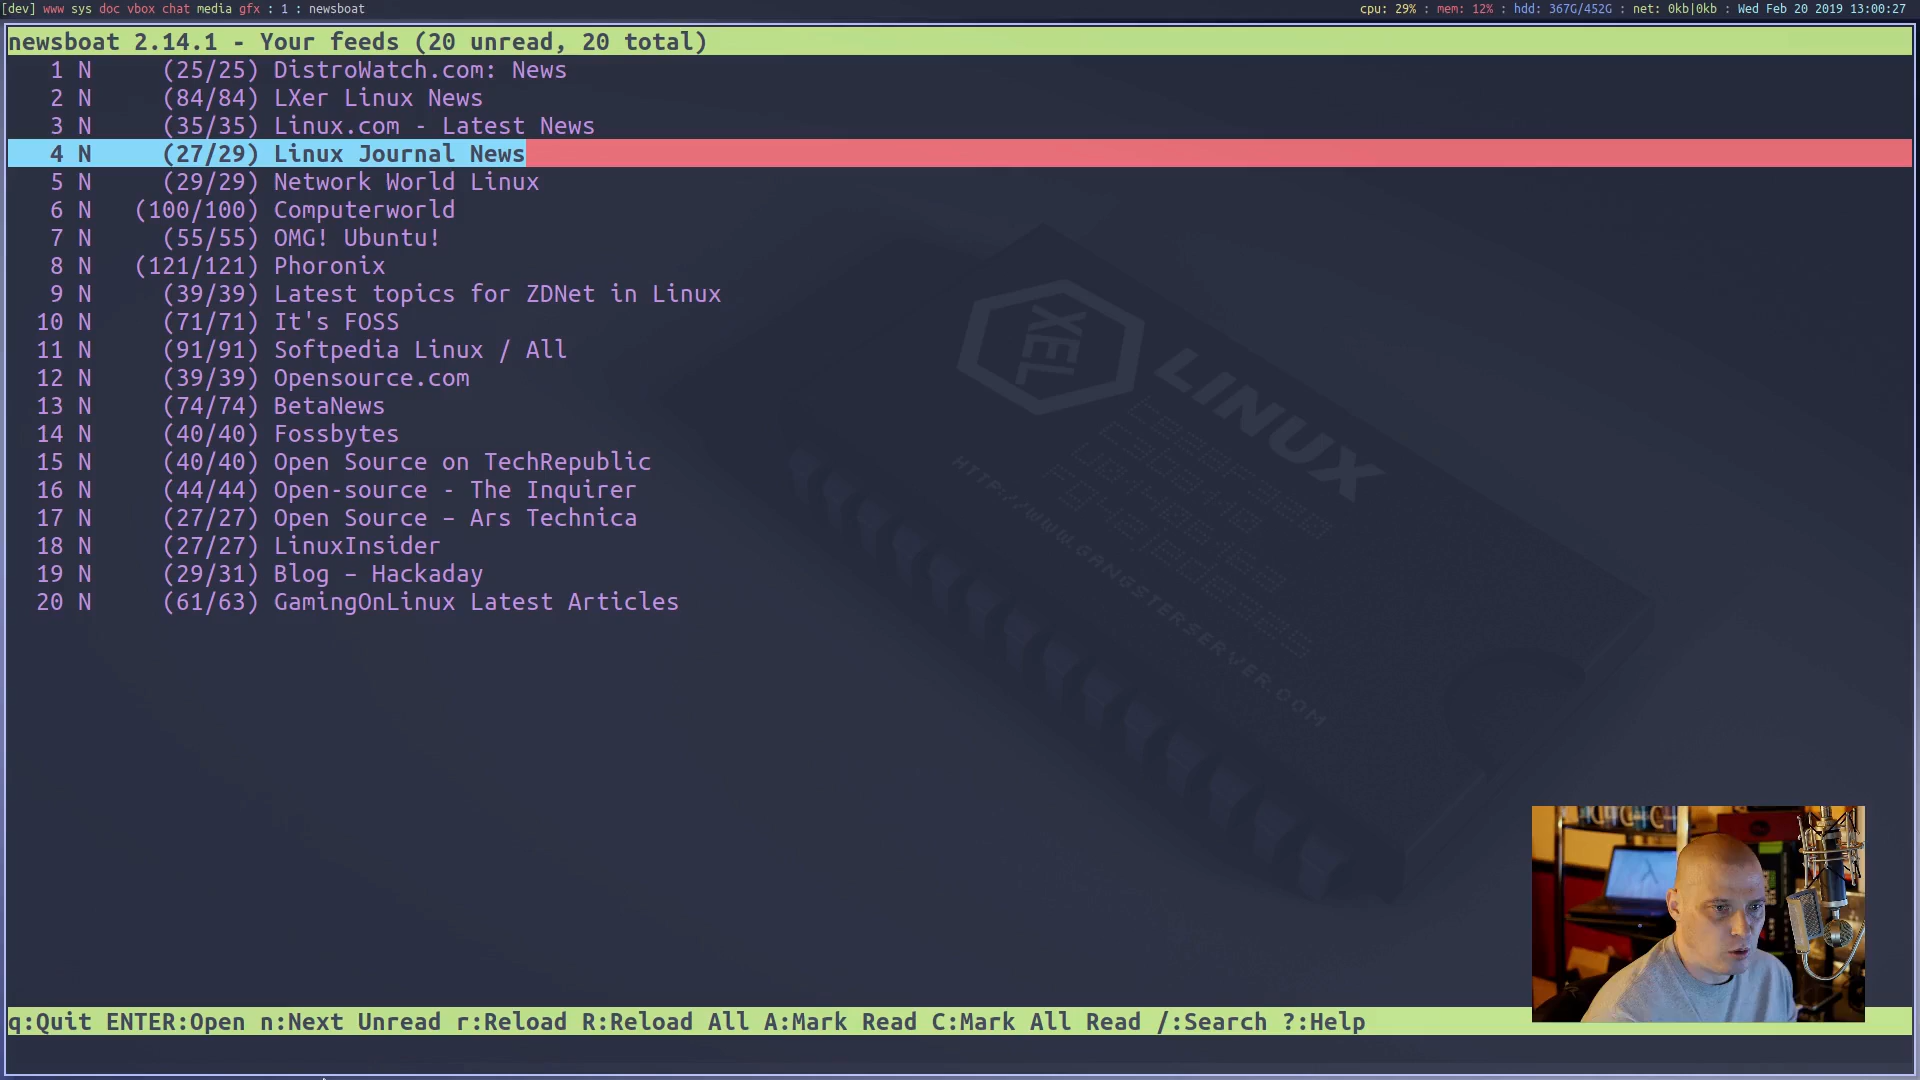 [dev] www sys doc vbox chat media gfx : 1 : newsboat
cpu: 29% : mem: 12% : hdd: 367G/452G : net: 0kb|0kb : Wed Feb 20 2019 13:00:27
newsboat 2.14.1 - Your feeds (20 unread, 20 total)
1 N (25/25) DistroWatch.com: News
2 N (84/84) LXer Linux News
3 N (35/35) Linux.com - Latest News
4 N (27/29) Linux Journal News
5 N (29/29) Network World Linux
6 N (100/100) Computerworld
7 N (55/55) OMG! Ubuntu!
8 N (121/121) Phoronix
9 N (39/39) Latest topics for ZDNet in Linux
10 N (71/71) It's FOSS
11 N (91/91) Softpedia Linux / All
12 N (39/39) Opensource.com
13 N (74/74) BetaNews
14 N (40/40) Fossbytes
15 N (40/40) Open Source on TechRepublic
16 N (44/44) Open-source - The Inquirer
17 N (27/27) Open Source – Ars Technica
18 N (27/27) LinuxInsider
19 N (29/31) Blog – Hackaday
20 N (61/63) GamingOnLinux Latest Articles
XEL
LINUX
HTTP://WWW.GANGSTERSERVER.COM
q:Quit ENTER:Open n:Next Unread r:Reload R:Reload All A:Mark Read C:Mark All Read /:Search ?:Help